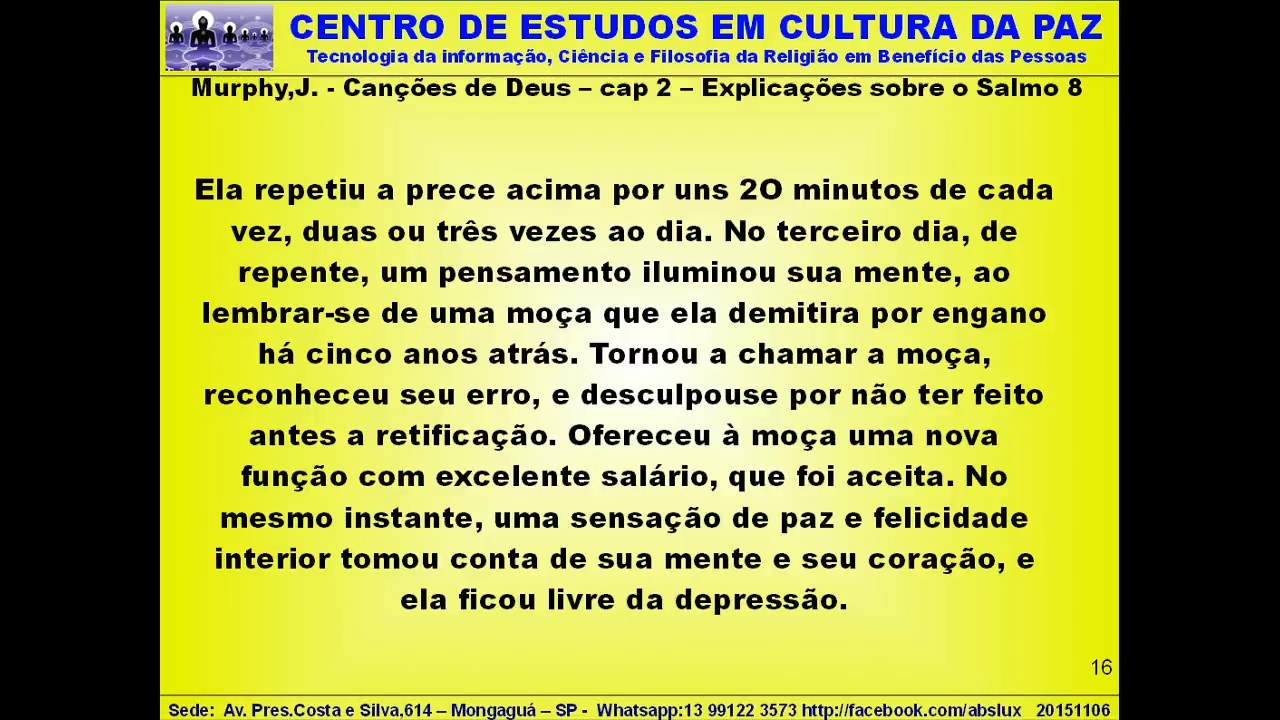 CENTRO DE ESTUDOS EM CULTURA DA PAZ
Tecnologia da informação, Ciência e Filosofia da Religião em Benefício das Pessoas
Murphy,J. - Canções de Deus – cap 2 – Explicações sobre o Salmo 8
Ela repetiu a prece acima por uns 2O minutos de cada
vez, duas ou três vezes ao dia. No terceiro dia, de
repente, um pensamento iluminou sua mente, ao
lembrar-se de uma moça que ela demitira por engano
há cinco anos atrás. Tornou a chamar a moça,
reconheceu seu erro, e desculpouse por não ter feito
antes a retificação. Ofereceu à moça uma nova
função com excelente salário, que foi aceita. No
mesmo instante, uma sensação de paz e felicidade
interior tomou conta de sua mente e seu coração, e
ela ficou livre da depressão.
16
Sede: Av. Pres.Costa e Silva,614 – Mongaguá – SP - Whatsapp:13 99122 3573 http://facebook.com/abslux 20151106